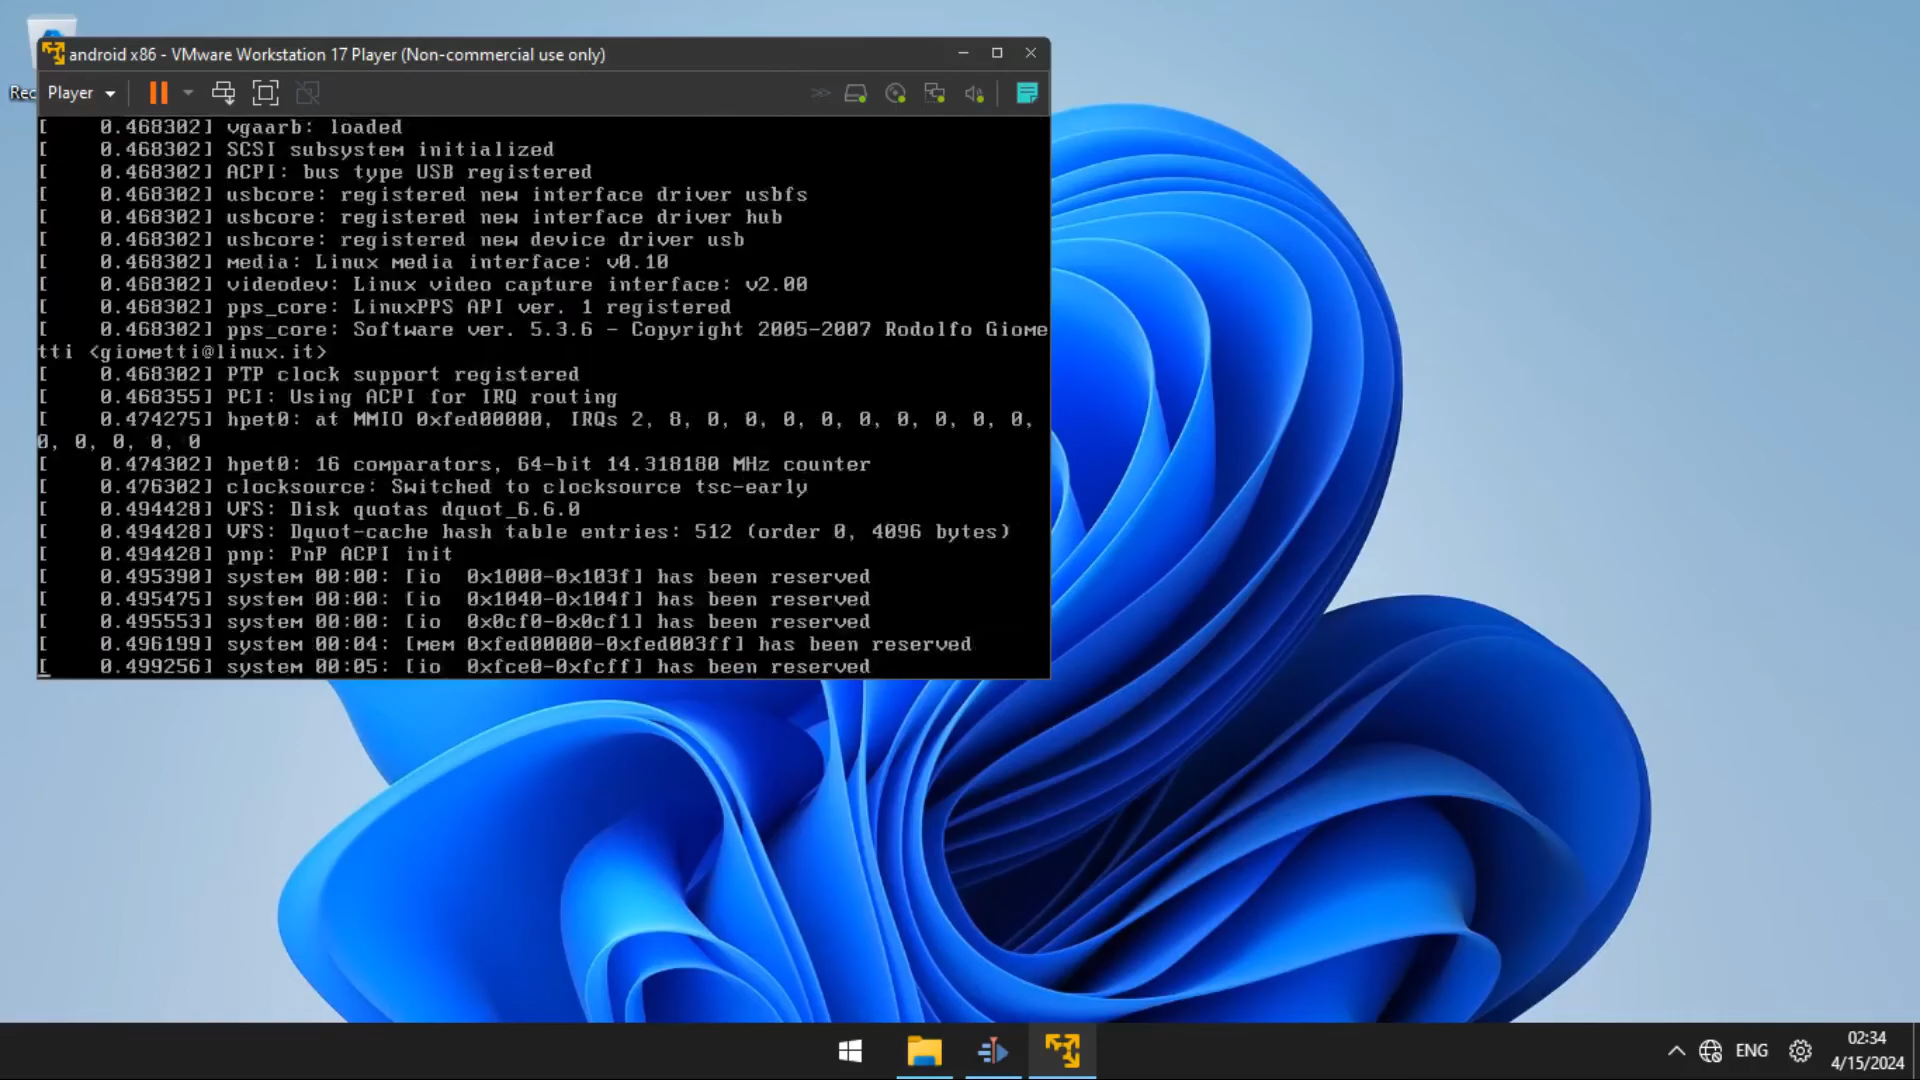 Rec
android x86 - VMware Workstation 17 Player (Non-commercial use only)
Player
[    0.468302] vgaarb: loaded
[    0.468302] SCSI subsystem initialized
[    0.468302] ACPI: bus type USB registered
[    0.468302] usbcore: registered new interface driver usbfs
[    0.468302] usbcore: registered new interface driver hub
[    0.468302] usbcore: registered new device driver usb
[    0.468302] media: Linux media interface: v0.10
[    0.468302] videodev: Linux video capture interface: v2.00
[    0.468302] pps_core: LinuxPPS API ver. 1 registered
[    0.468302] pps_core: Software ver. 5.3.6 - Copyright 2005-2007 Rodolfo Giome
tti <giometti@linux.it>
[    0.468302] PTP clock support registered
[    0.468355] PCI: Using ACPI for IRQ routing
[    0.474275] hpet0: at MMIO 0xfed00000, IRQs 2, 8, 0, 0, 0, 0, 0, 0, 0, 0, 0,
0, 0, 0, 0, 0
[    0.474302] hpet0: 16 comparators, 64-bit 14.318180 MHz counter
[    0.476302] clocksource: Switched to clocksource tsc-early
[    0.494428] VFS: Disk quotas dquot_6.6.0
[    0.494428] VFS: Dquot-cache hash table entries: 512 (order 0, 4096 bytes)
[    0.494428] pnp: PnP ACPI init
[    0.495390] system 00:00: [io  0x1000-0x103f] has been reserved
[    0.495475] system 00:00: [io  0x1040-0x104f] has been reserved
[    0.495553] system 00:00: [io  0x0cf0-0x0cf1] has been reserved
[    0.496199] system 00:04: [mem 0xfed00000-0xfed003ff] has been reserved
[    0.499256] system 00:05: [io  0xfce0-0xfcff] has been reserved
ENG
02:34
4/15/2024